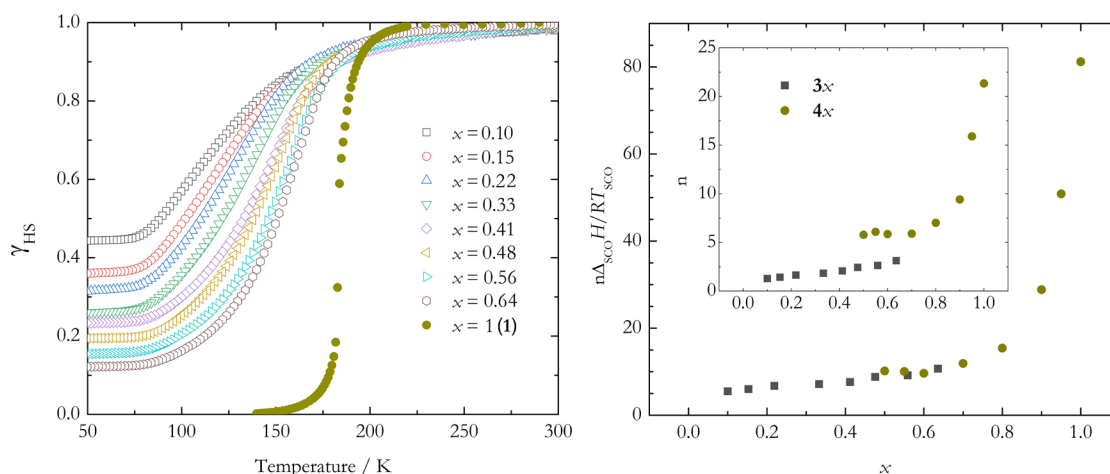 1.0
0.8
0.6
0.4
0.2
0.0
γHS
50
100
150
200
250
300
Temperature / K
x = 0.10
x = 0.15
x = 0.22
x = 0.33
x = 0.41
x = 0.48
x = 0.56
x = 0.64
x = 1 (1)
80
60
40
20
0
nΔSCOH/RTSCO
0.0
0.2
0.4
0.6
0.8
1.0
x
25
20
15
10
5
0
n
0.0
0.2
0.4
0.6
0.8
1.0
3x
4x